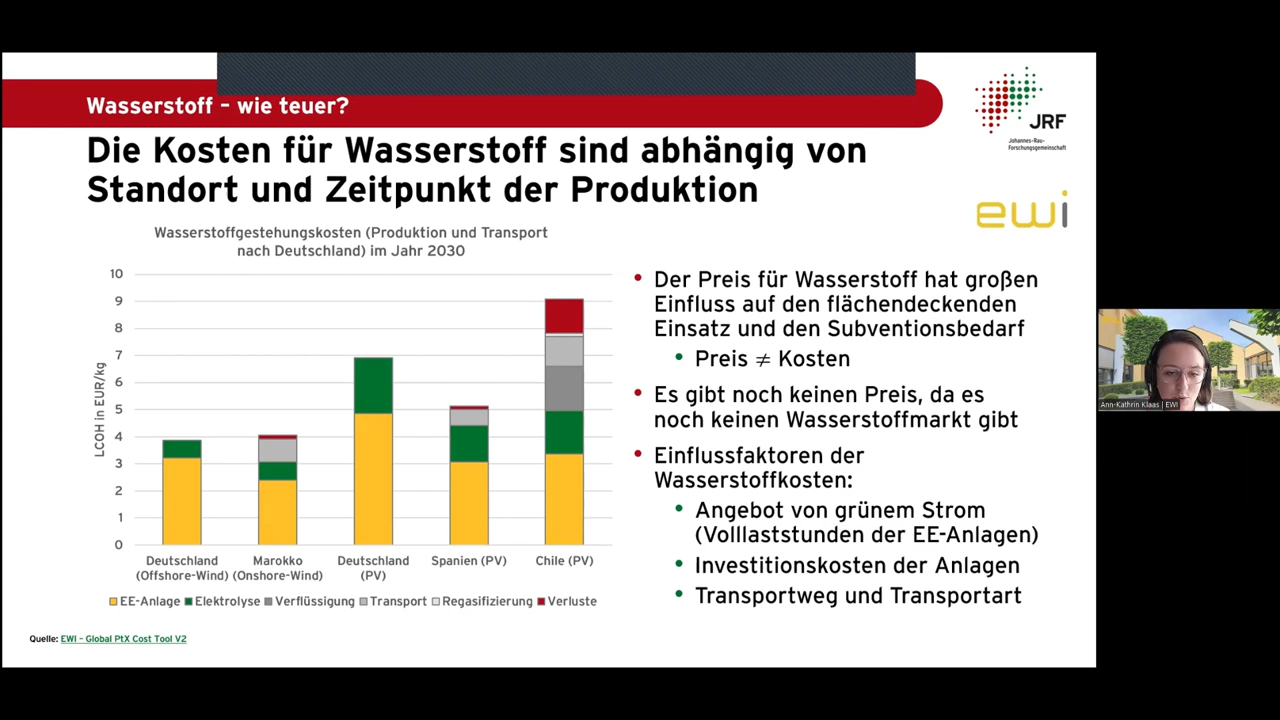 Wasserstoff – wie teuer?
JRF
Johannes-Rau-
Forschungsgemeinschaft
Die Kosten für Wasserstoff sind abhängig von
Standort und Zeitpunkt der Produktion
ewi
Wasserstoffgestehungskosten (Produktion und Transport
nach Deutschland) im Jahr 2030
LCOH in EUR/kg
10
9
8
7
6
5
4
3
2
1
0
Deutschland
(Offshore-Wind)
Marokko
(Onshore-Wind)
Deutschland
(PV)
Spanien (PV)
Chile (PV)
EE-Anlage Elektrolyse Verflüssigung Transport Regasifizierung Verluste
• Der Preis für Wasserstoff hat großen
Einfluss auf den flächendeckenden
Einsatz und den Subventionsbedarf
• Preis ≠ Kosten
• Es gibt noch keinen Preis, da es
noch keinen Wasserstoffmarkt gibt
• Einflussfaktoren der
Wasserstoffkosten:
• Angebot von grünem Strom
(Volllaststunden der EE-Anlagen)
• Investitionskosten der Anlagen
• Transportweg und Transportart
Quelle: EWI – Global PtX Cost Tool V2
Ann-Kathrin Klaas | EWI